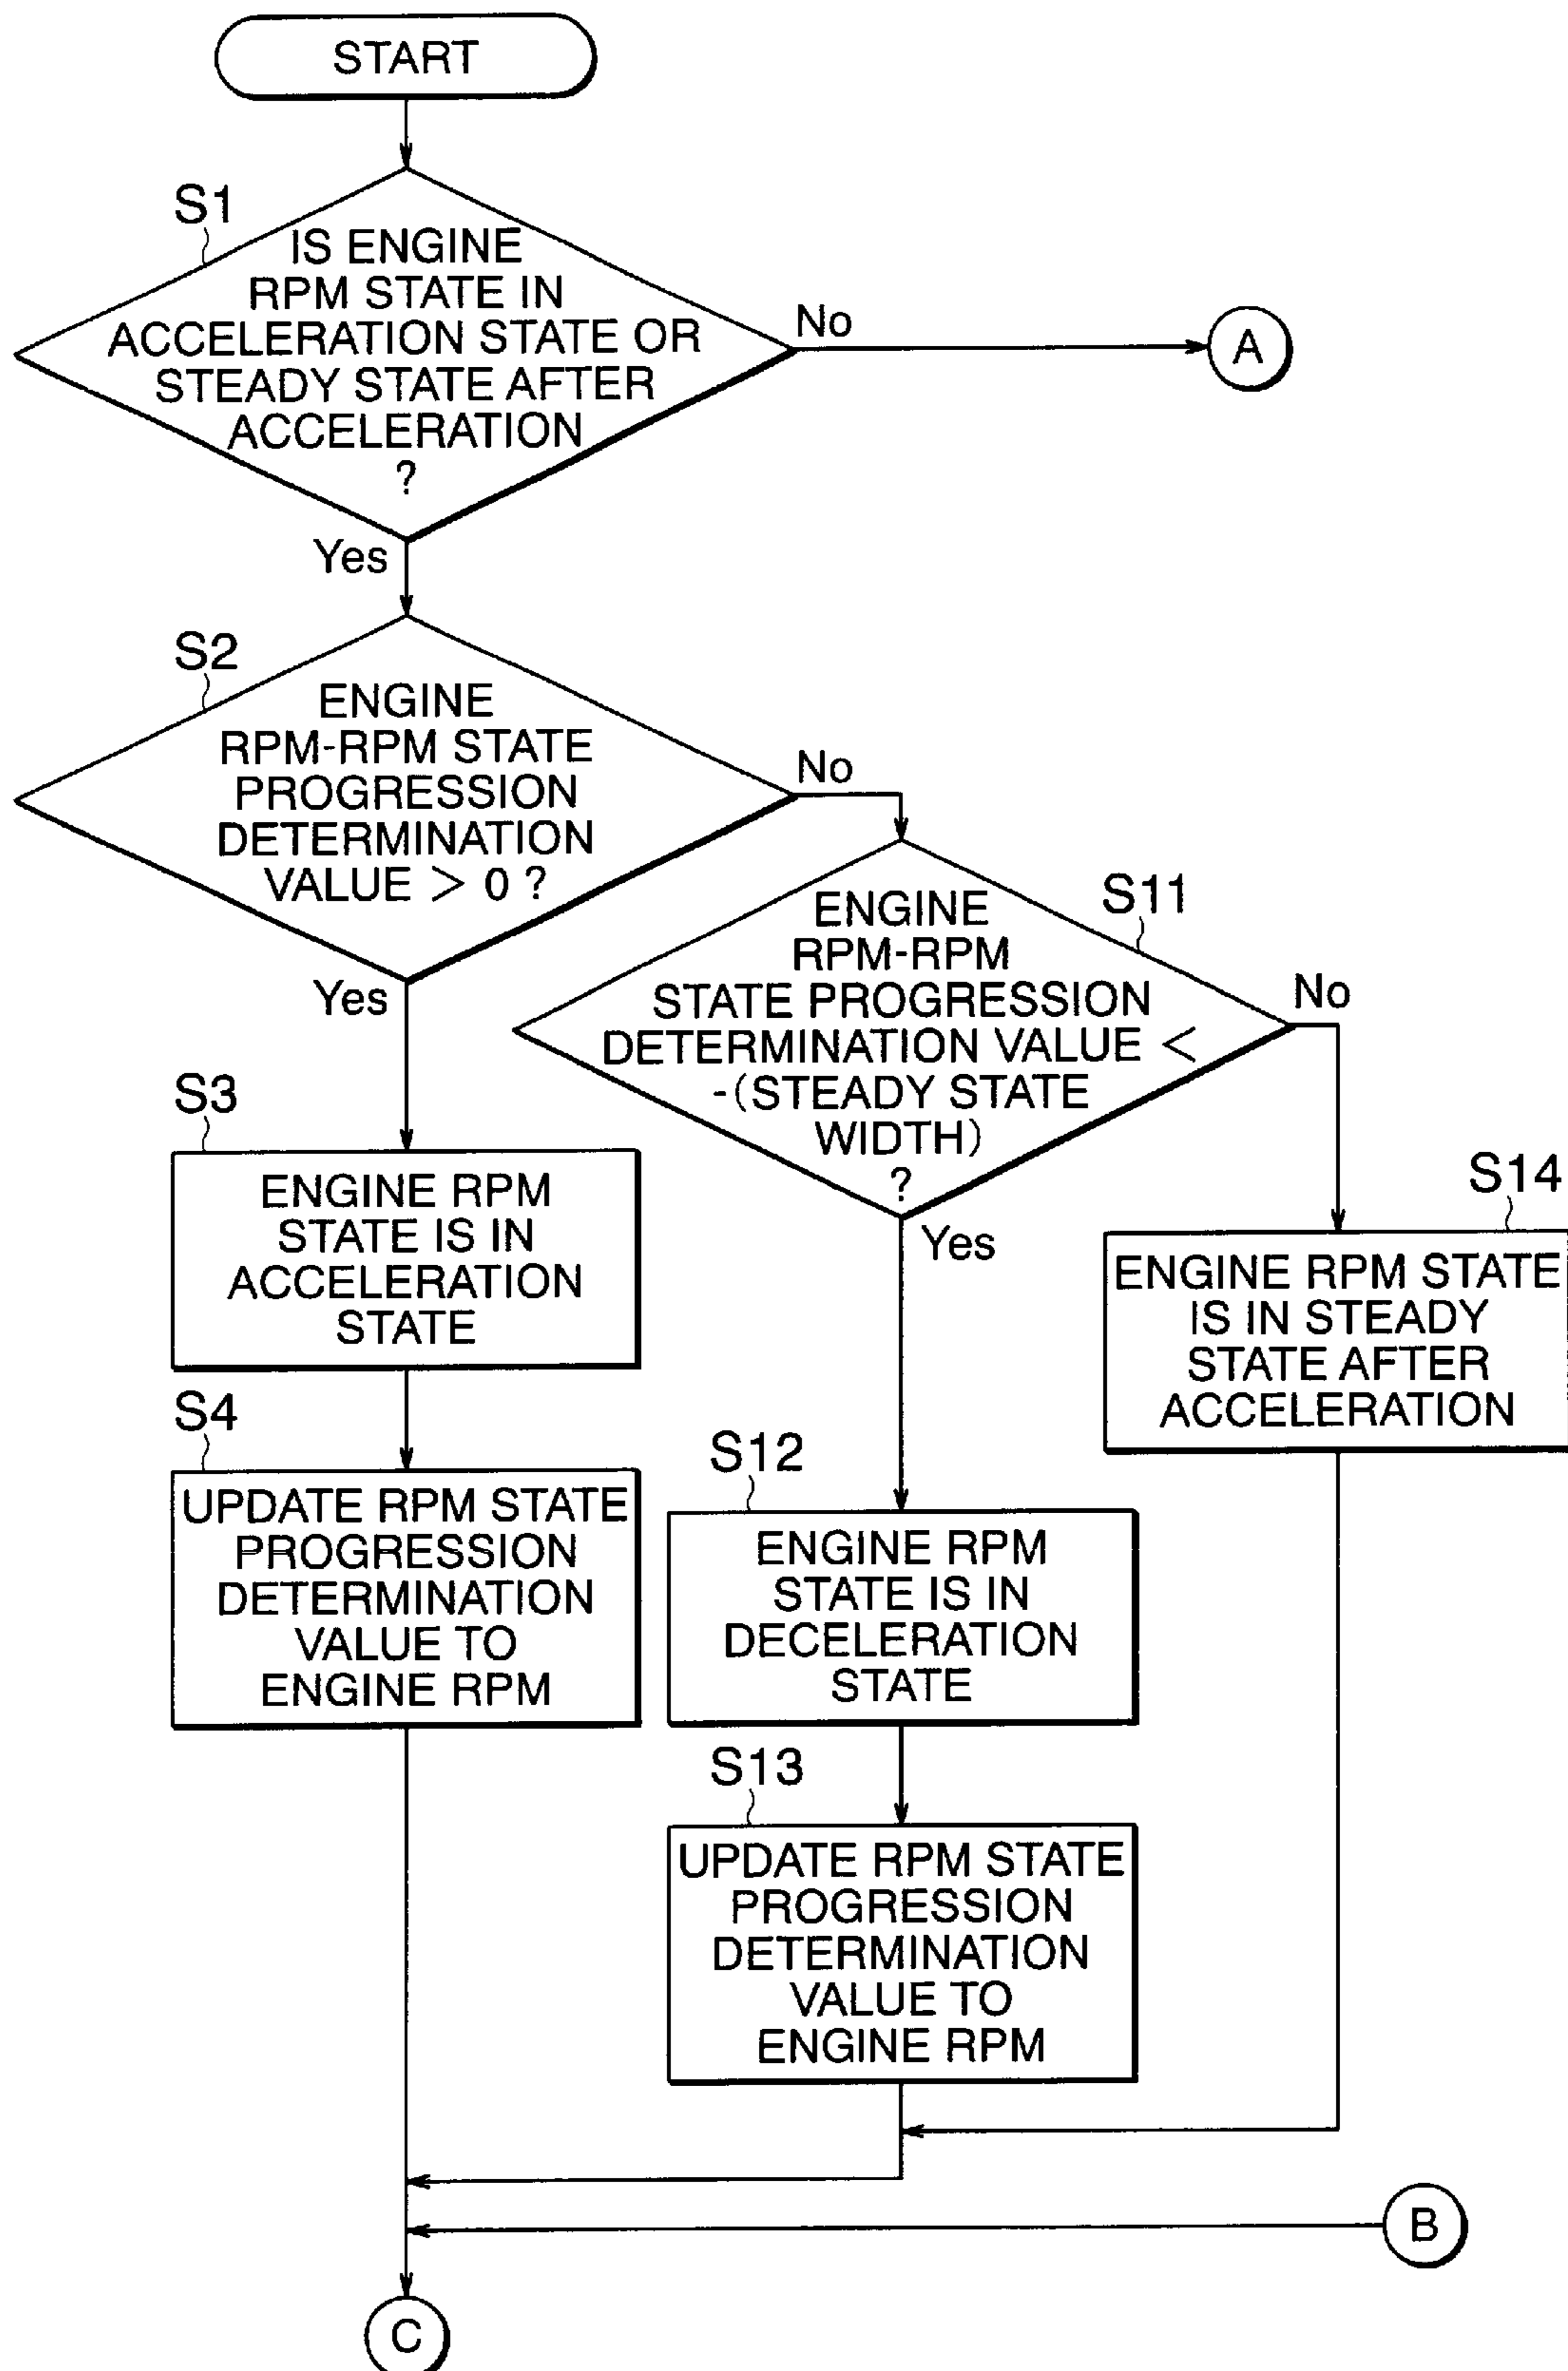 START
S1
IS ENGINE
RPM STATE IN
ACCELERATION STATE OR
STEADY STATE AFTER
ACCELERATION
?
No
A
Yes
S2
ENGINE
RPM-RPM STATE
PROGRESSION
DETERMINATION
VALUE > 0 ?
No
Yes
S11
ENGINE
RPM-RPM
STATE PROGRESSION
DETERMINATION VALUE <
-(STEADY STATE
WIDTH)
?
No
Yes
S3
ENGINE RPM
STATE IS IN
ACCELERATION
STATE
S14
ENGINE RPM STATE
IS IN STEADY
STATE AFTER
ACCELERATION
S4
UPDATE RPM STATE
PROGRESSION
DETERMINATION
VALUE TO
ENGINE RPM
S12
ENGINE RPM
STATE IS IN
DECELERATION
STATE
S13
UPDATE RPM STATE
PROGRESSION
DETERMINATION
VALUE TO
ENGINE RPM
B
C